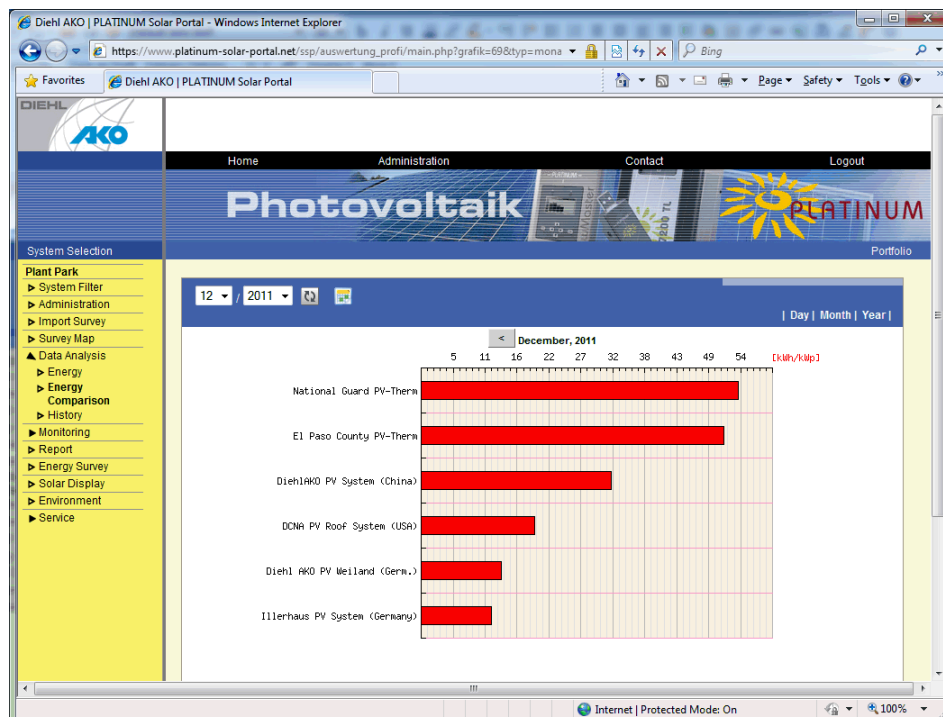 Diehl AKO | PLATINUM Solar Portal - Windows Internet Explorer
https://www.platinum-solar-portal.net/ssp/auswertung_profi/main.php?grafik=69&typ=mona
Bing
Favorites
Diehl AKO | PLATINUM Solar Portal
Page
Safety
Tools
»
DIEHL
AKO
Home Administration Contact Logout
Photovoltaik
PLATINUM
System Selection
Portfolio
Plant Park
System Filter
Administration
Import Survey
Survey Map
Data Analysis
Energy
Energy
Comparison
History
Monitoring
Report
Energy Survey
Solar Display
Environment
Service
12 / 2011
| Day | Month | Year |
< December, 2011
5 11 16 22 27 32 38 43 49 54 [kWh/kWp]
National Guard PV-Therm
El Paso County PV-Therm
DiehlAKO PV System (China)
DCNA PV Roof System (USA)
Diehl AKO PV Weiland (Germ.)
Illerhaus PV System (Germany)
Internet | Protected Mode: On
100%